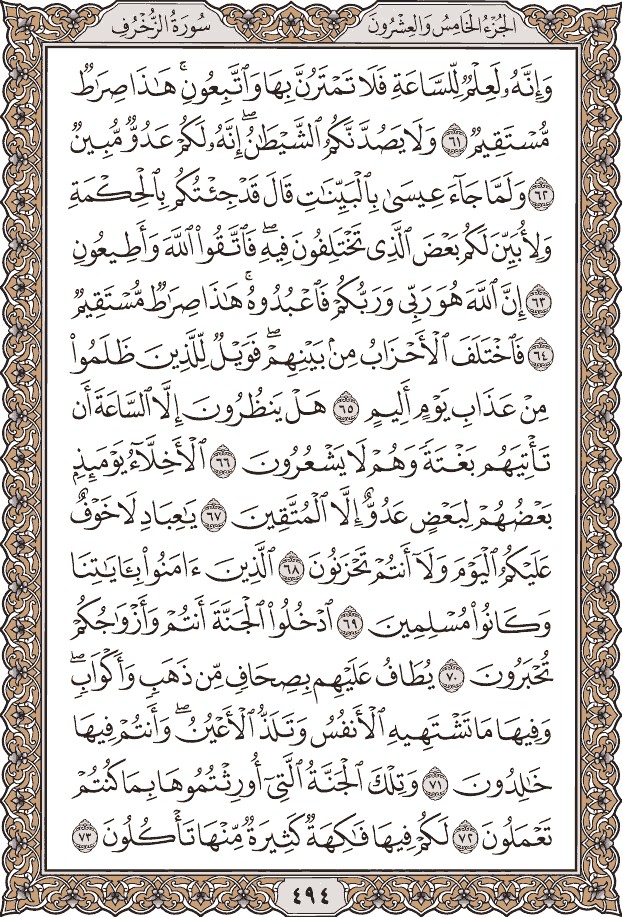 سُورَةُ الزُّخْرُفِ
الجُزْءُ الخَامِسُ وَالعِشْرُونَ
وَإِنَّهُۥ لَعِلْمٌ لِّلسَّاعَةِ فَلَا تَمْتَرُنَّ بِهَا وَٱتَّبِعُونِ ۚ هَٰذَا صِرَٰطٌ
مُّسْتَقِيمٌ ٦١ وَلَا يَصُدَّنَّكُمُ ٱلشَّيْطَٰنُ ۖ إِنَّهُۥ لَكُمْ عَدُوٌّ مُّبِينٌ
٦٢ وَلَمَّا جَآءَ عِيسَىٰ بِٱلْبَيِّنَٰتِ قَالَ قَدْ جِئْتُكُم بِٱلْحِكْمَةِ
وَلِأُبَيِّنَ لَكُم بَعْضَ ٱلَّذِى تَخْتَلِفُونَ فِيهِ ۖ فَٱتَّقُوا۟ ٱللَّهَ وَأَطِيعُونِ
٦٣ إِنَّ ٱللَّهَ هُوَ رَبِّى وَرَبُّكُمْ فَٱعْبُدُوهُ ۚ هَٰذَا صِرَٰطٌ مُّسْتَقِيمٌ
٦٤ فَٱخْتَلَفَ ٱلْأَحْزَابُ مِنۢ بَيْنِهِمْ ۖ فَوَيْلٌ لِّلَّذِينَ ظَلَمُوا۟
مِنْ عَذَابِ يَوْمٍ أَلِيمٍ ٦٥ هَلْ يَنظُرُونَ إِلَّا ٱلسَّاعَةَ أَن
تَأْتِيَهُم بَغْتَةً وَهُمْ لَا يَشْعُرُونَ ٦٦ ٱلْأَخِلَّآءُ يَوْمَئِذٍۭ
بَعْضُهُمْ لِبَعْضٍ عَدُوٌّ إِلَّا ٱلْمُتَّقِينَ ٦٧ يَٰعِبَادِ لَا خَوْفٌ
عَلَيْكُمُ ٱلْيَوْمَ وَلَآ أَنتُمْ تَحْزَنُونَ ٦٨ ٱلَّذِينَ ءَامَنُوا۟ بِـَٔايَٰتِنَا
وَكَانُوا۟ مُسْلِمِينَ ٦٩ ٱدْخُلُوا۟ ٱلْجَنَّةَ أَنتُمْ وَأَزْوَٰجُكُمْ
تُحْبَرُونَ ٧٠ يُطَافُ عَلَيْهِم بِصِحَافٍ مِّن ذَهَبٍ وَأَكْوَابٍ ۖ
وَفِيهَا مَا تَشْتَهِيهِ ٱلْأَنفُسُ وَتَلَذُّ ٱلْأَعْيُنُ ۖ وَأَنتُمْ فِيهَا
خَٰلِدُونَ ٧١ وَتِلْكَ ٱلْجَنَّةُ ٱلَّتِىٓ أُورِثْتُمُوهَا بِمَا كُنتُمْ
تَعْمَلُونَ ٧٢ لَكُمْ فِيهَا فَٰكِهَةٌ كَثِيرَةٌ مِّنْهَا تَأْكُلُونَ ٧٣
٤٩٤